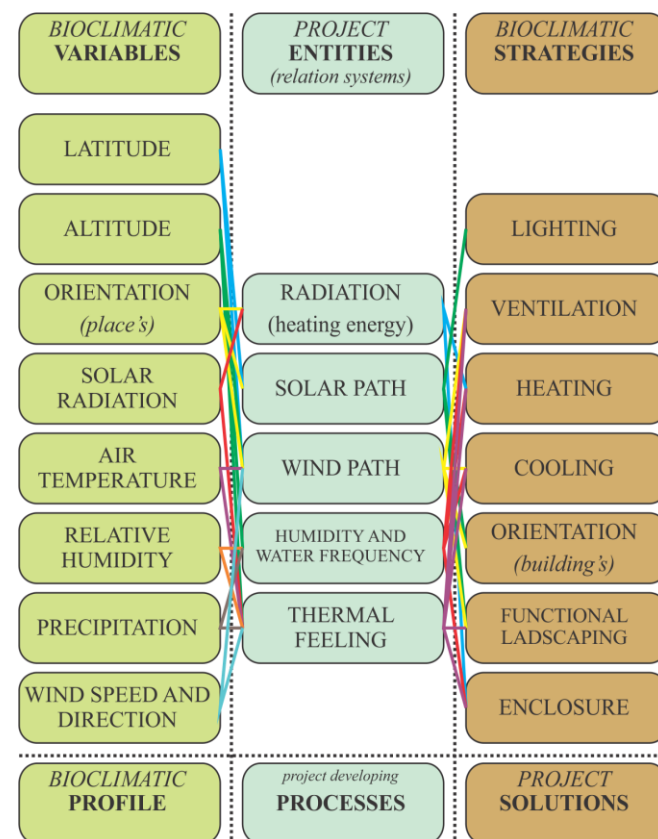 BIOCLIMATIC
VARIABLES
PROJECT
ENTITIES
(relation systems)
BIOCLIMATIC
STRATEGIES
LATITUDE
ALTITUDE
ORIENTATION
(place's)
SOLAR
RADIATION
AIR
TEMPERATURE
RELATIVE
HUMIDITY
PRECIPITATION
WIND SPEED AND
DIRECTION
RADIATION
(heating energy)
SOLAR PATH
WIND PATH
HUMIDITY AND
WATER FREQUENCY
THERMAL
FEELING
LIGHTING
VENTILATION
HEATING
COOLING
ORIENTATION
(building's)
FUNCTIONAL
LADSCAPING
ENCLOSURE
BIOCLIMATIC
PROFILE
project developing
PROCESSES
PROJECT
SOLUTIONS